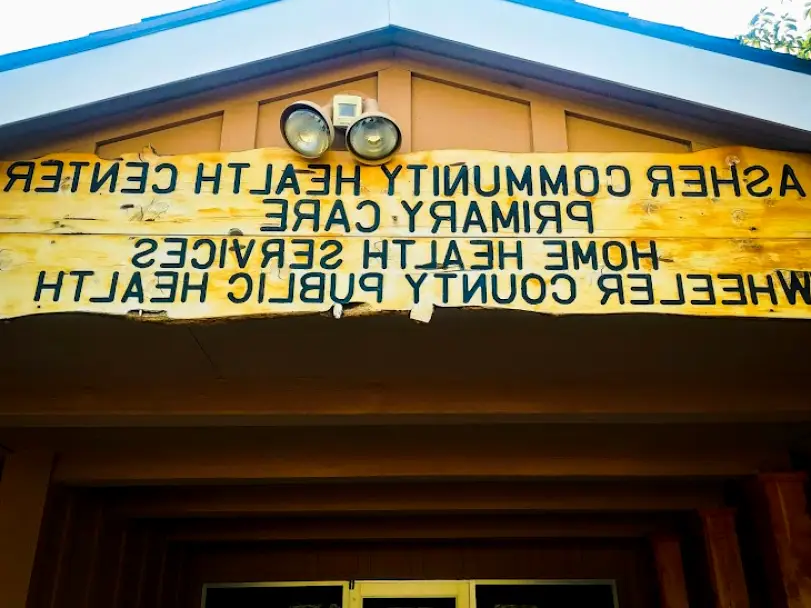 ASHER COMMUNITY HEALTH CENTER
PRIMARY CARE
HOME HEALTH SERVICES
WHEELER COUNTY PUBLIC HEALTH